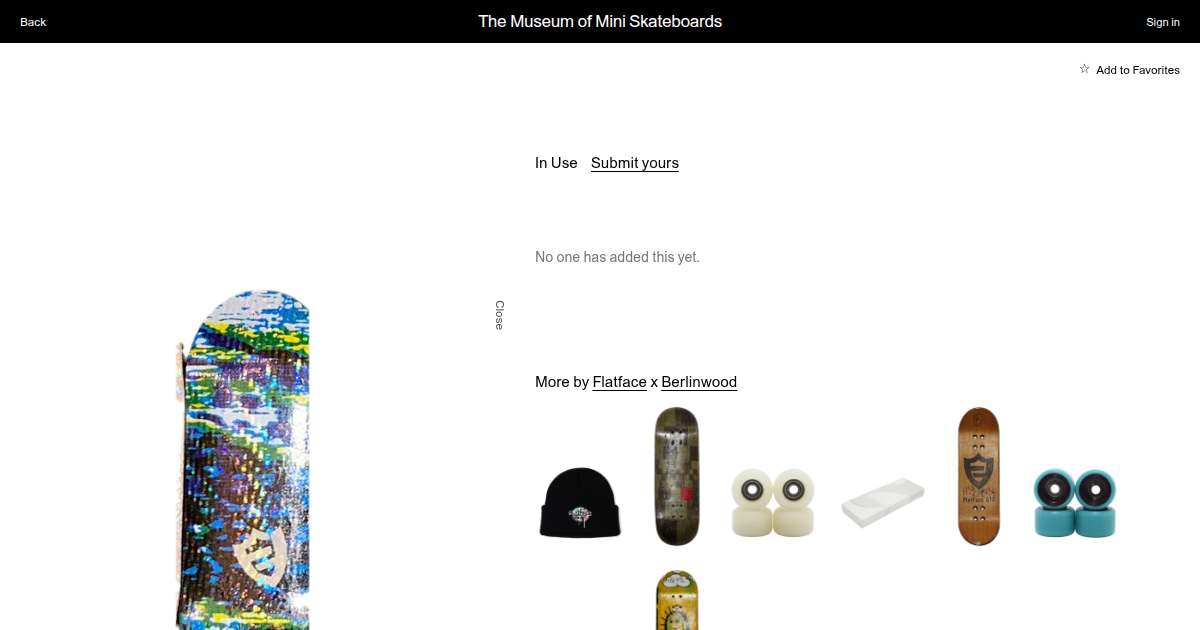 Back
The Museum of Mini Skateboards
Sign in
☆ Add to Favorites
In Use Submit yours
No one has added this yet.
Close
More by Flatface x Berlinwood